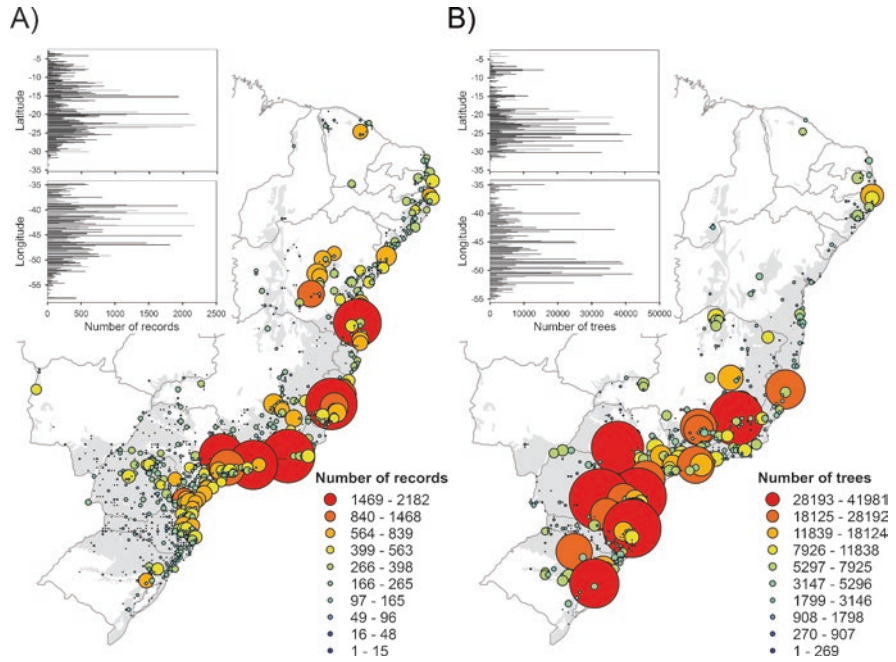 A)
-5
-10
-15
-20
-25
-30
-35
Latitude
-35
-40
-45
-50
-55
Longitude
0 500 1000 1500 2000 2500
Number of records
Number of records
1469 - 2182
840 - 1468
564 - 839
399 - 563
266 - 398
166 - 265
97 - 165
49 - 96
16 - 48
1 - 15
B)
-5
-10
-15
-20
-25
-30
-35
Latitude
-35
-40
-45
-50
-55
Longitude
0 10000 20000 30000 40000 50000
Number of trees
Number of trees
28193 - 41981
18125 - 28192
11839 - 18124
7926 - 11838
5297 - 7925
3147 - 5296
1799 - 3146
908 - 1798
270 - 907
1 - 269